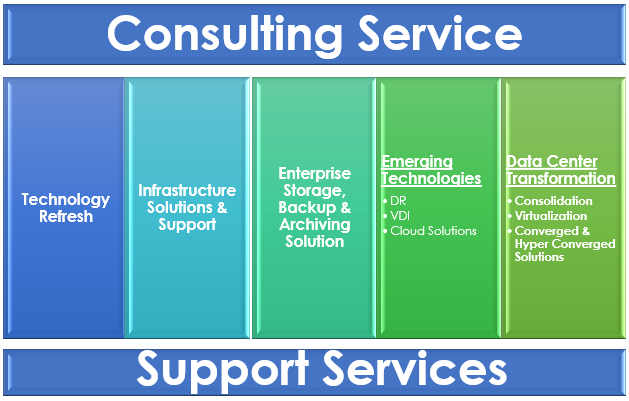 Consulting Service
Technology
Refresh
Infrastructure
Solutions &
Support
Enterprise
Storage,
Backup &
Archiving
Solution
Emerging
Technologies
• DR
• VDI
• Cloud Solutions
Data Center
Transformation
• Consolidation
• Virtualization
• Converged &
Hyper Converged
Solutions
Support Services